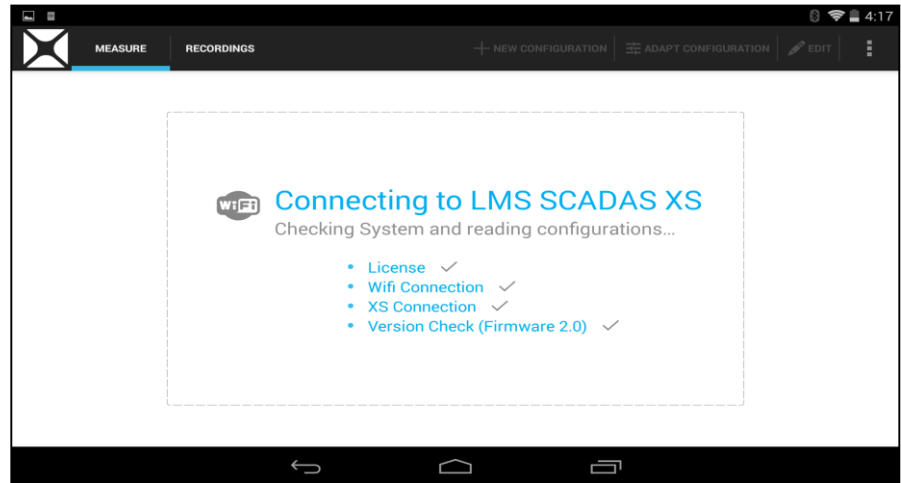 4:17
MEASURE
RECORDINGS
NEW CONFIGURATION
ADAPT CONFIGURATION
EDIT
WiFi
Connecting to LMS SCADAS XS
Checking System and reading configurations...
• License
• Wifi Connection
• XS Connection
• Version Check (Firmware 2.0)